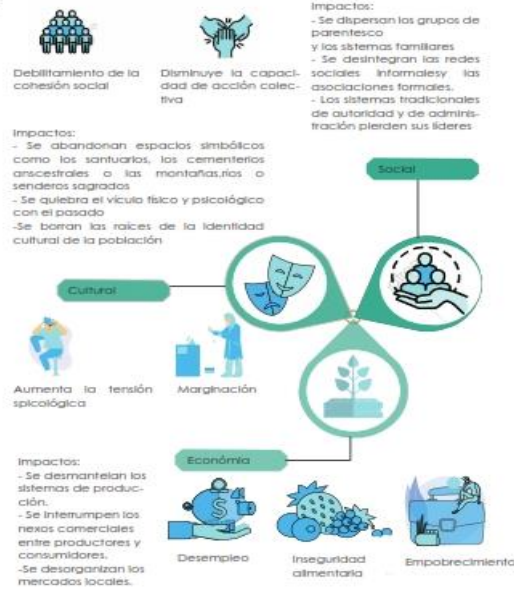 Impactos:
- Se dispersan los grupos de
parentesco
y los sistemas familiares
- Se desintegran las redes
sociales informalesy las
asociaciones formales.
- Los sistemas tradicionales
de autoridad y de adminis-
tración pierden sus líderes
Debilitamiento de la
cohesión social
Disminuye la capaci-
dad de acción colec-
tiva
Social
Impactos:
- Se abandonan espacios simbólicos
como los santuarios, los cementerios
anscestrales o las montañas,ríos o
senderos sagrados
- Se quiebra el vículo físico y psicológico
con el pasado
-Se borran las raíces de la identidad
cultural de la población
Cultural
Aumenta la tensión
spicológica
Marginación
Económia
Impactos:
- Se desmantelan los
sistemas de produc-
ción.
- Se interrumpen los
nexos comerciales
entre productores y
consumidores.
-Se desorganizan los
mercados locales.
Desempleo
Inseguridad
alimentaria
Empobrecimiento